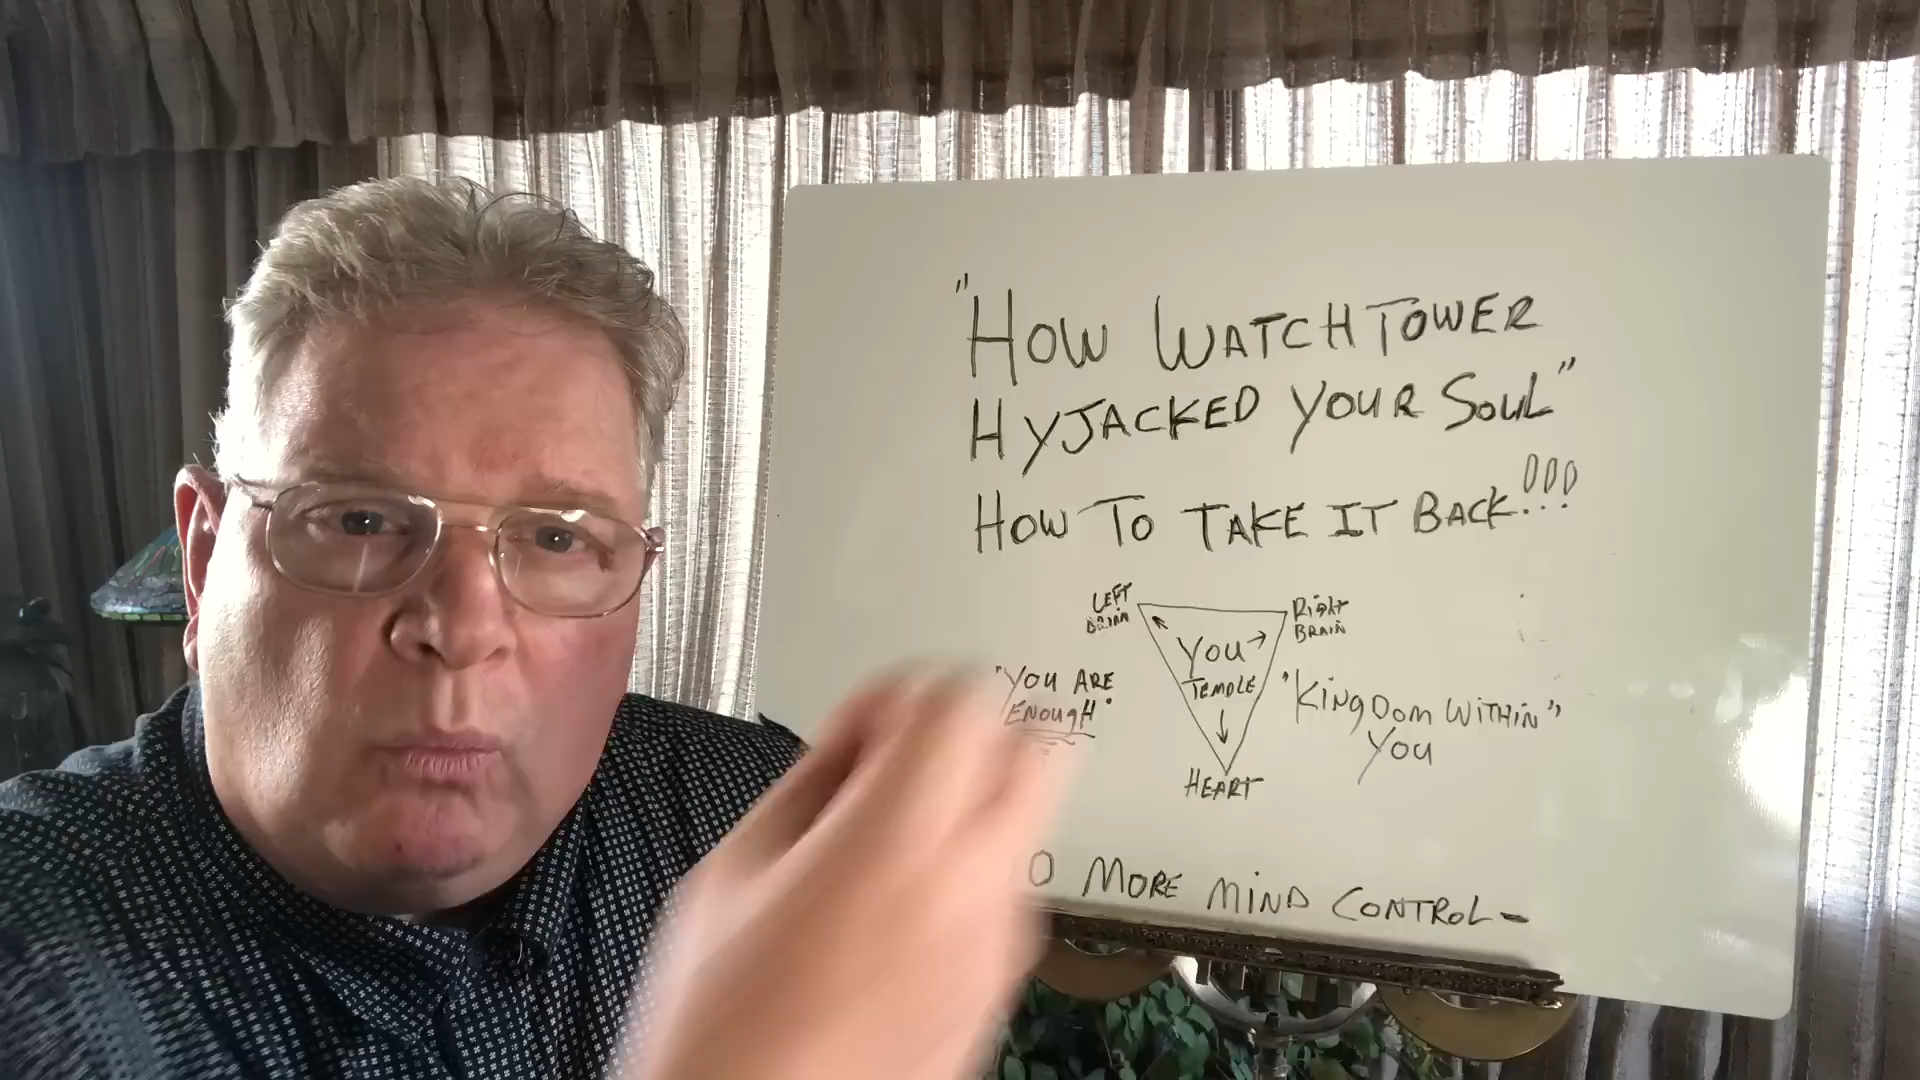 "HOW WATCHTOWER
HYJACKED YOUR SOUL"
HOW TO TAKE IT BACK!!!
LEFT
BRIAN
Right
BRAIN
YOU
TEMPLE
HEART
"YOU ARE
ENOUGH"
"KINGDOM WITHIN"
YOU
O MORE MIND CONTROL-